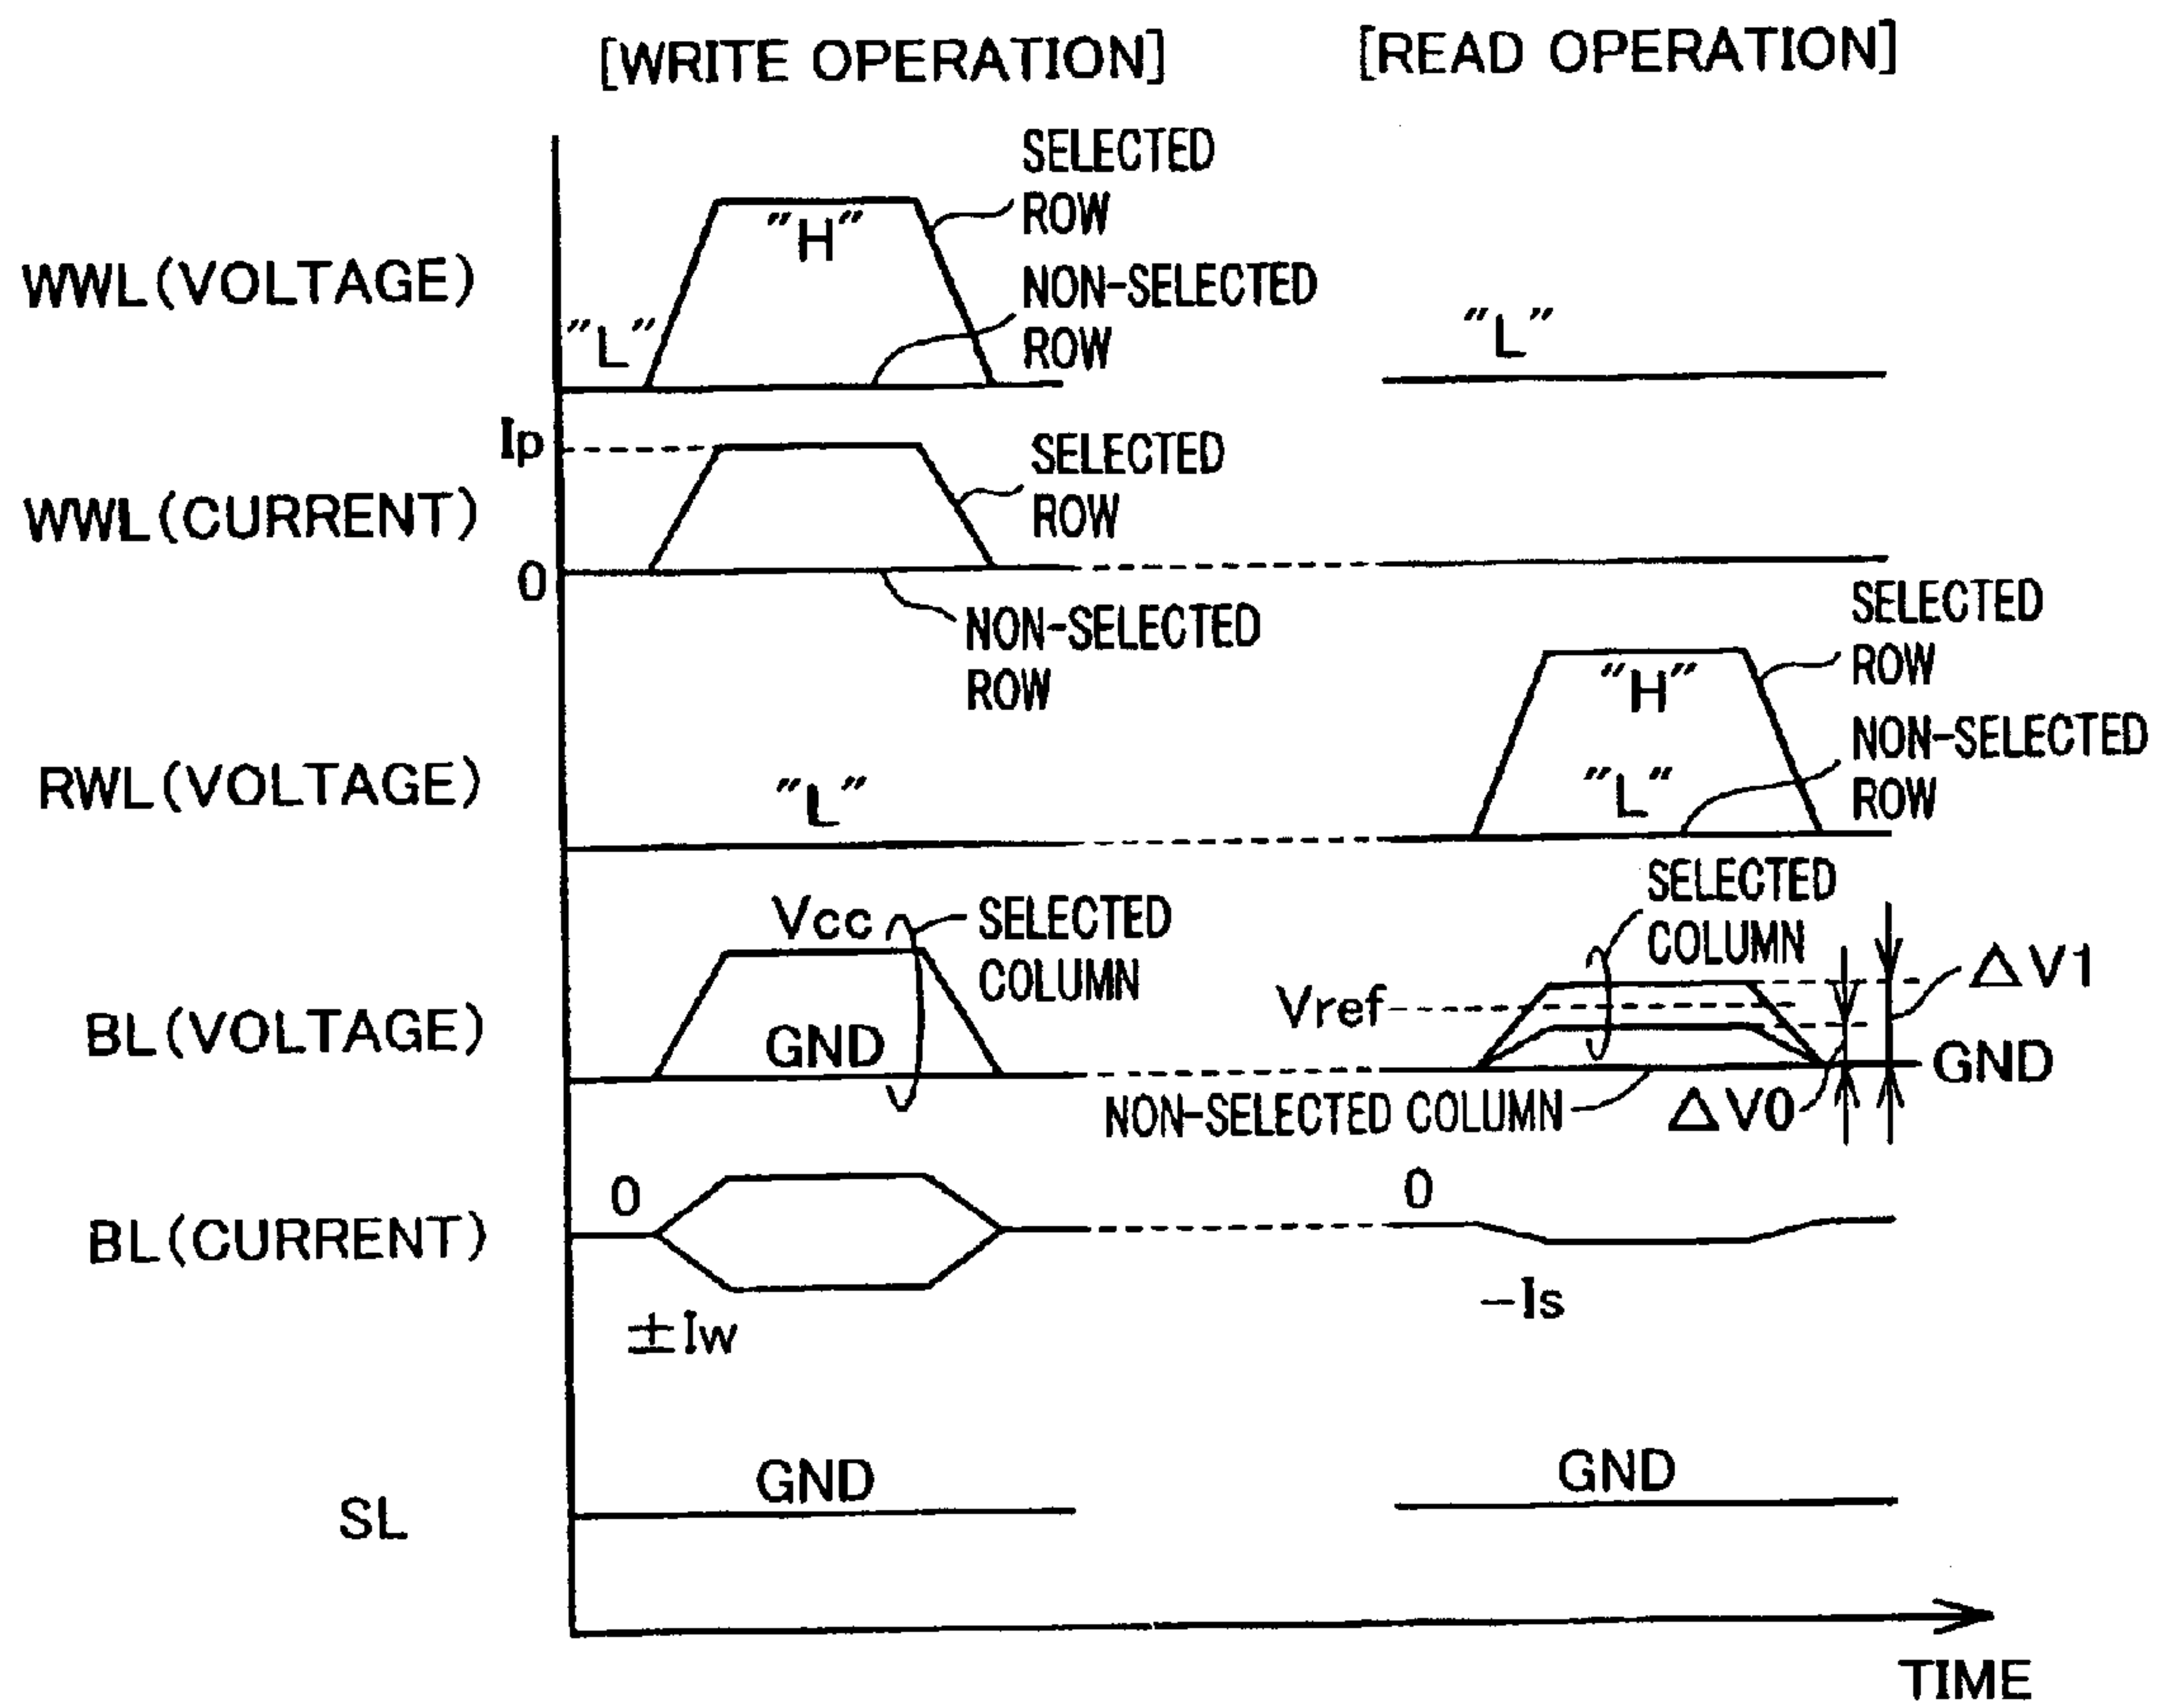 [WRITE OPERATION]
[READ OPERATION]
WWL(VOLTAGE)
"L"
"H"
SELECTED
ROW
NON-SELECTED
ROW
"L"
WWL(CURRENT)
Ip
0
SELECTED
ROW
NON-SELECTED
ROW
RWL(VOLTAGE)
"L"
"H"
"L"
SELECTED
ROW
NON-SELECTED
ROW
BL(VOLTAGE)
Vcc
GND
SELECTED
COLUMN
Vref
SELECTED
COLUMN
△V1
GND
NON-SELECTED COLUMN
△V0
BL(CURRENT)
0
±Iw
0
-Is
SL
GND
GND
TIME